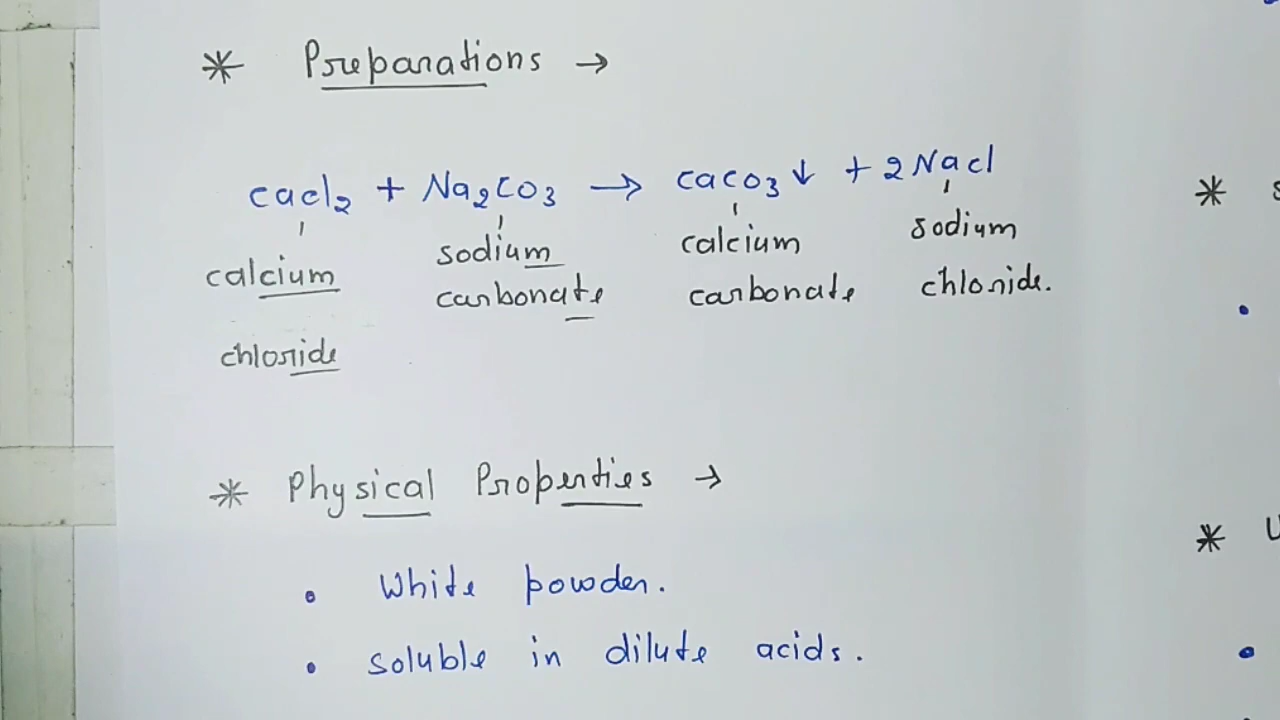 * Preparations →
cacl₂ + Na₂CO₃ → caco₃↓ + 2Nacl
calcium chloride
sodium carbonate
calcium carbonate
sodium chloride.
* Physical Properties →
• White powder.
• soluble in dilute acids.
*
•
*
•